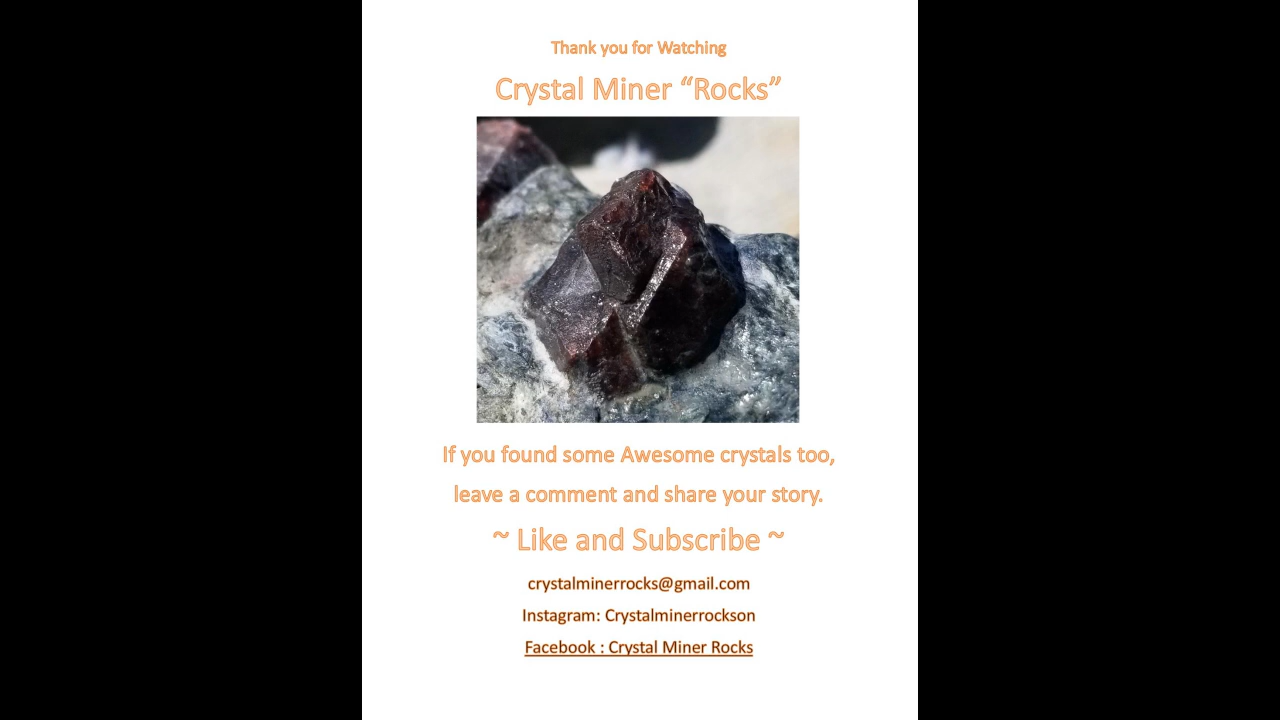 Thank you for Watching
Crystal Miner “Rocks”
If you found some Awesome crystals too,
leave a comment and share your story.
~ Like and Subscribe ~
crystalminerrocks@gmail.com
Instagram: Crystalminerrockson
Facebook : Crystal Miner Rocks